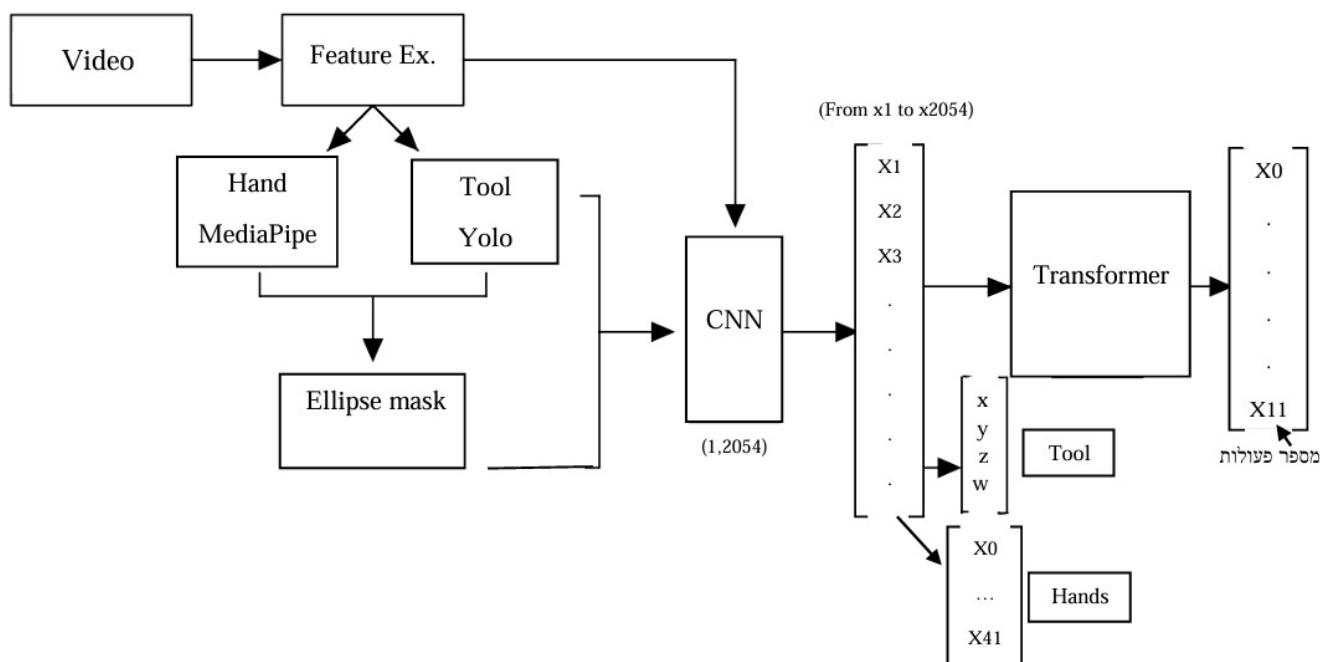 Video
Feature Ex.
(From x1 to x2054)
Hand
MediaPipe
Tool
Yolo
X1
X2
X3
.
.
.
.
.
Transformer
X0
.
.
.
.
X11
מספר פעולות
CNN
(1,2054)
Ellipse mask
x
y
z
w
Tool
X0
...
X41
Hands